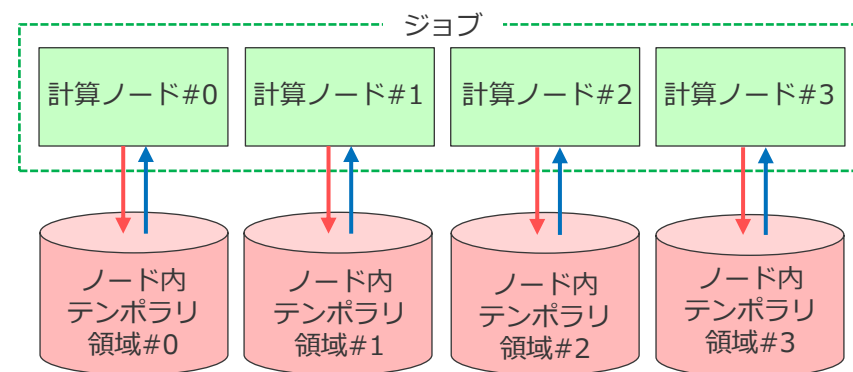 ジョブ
計算ノード#0
計算ノード#1
計算ノード#2
計算ノード#3
ノード内
テンポラリ
領域#0
ノード内
テンポラリ
領域#1
ノード内
テンポラリ
領域#2
ノード内
テンポラリ
領域#3